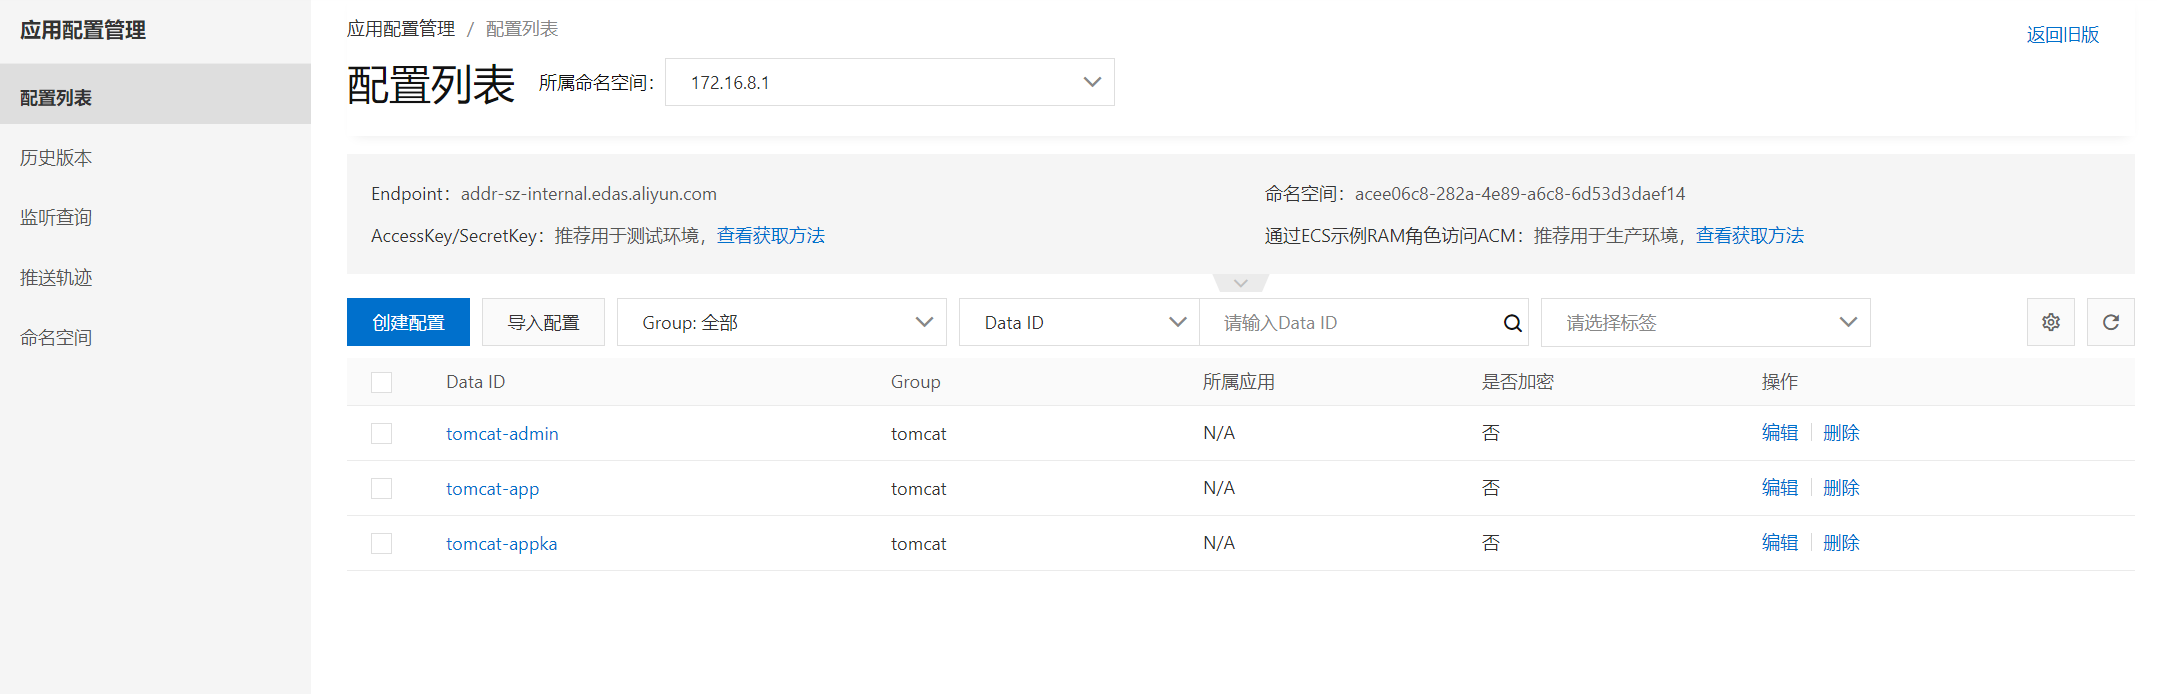 应用配置管理
配置列表
历史版本
监听查询
推送轨迹
命名空间
应用配置管理 / 配置列表
返回旧版
配置列表 所属命名空间： 172.16.8.1
Endpoint： addr-sz-internal.edas.aliyun.com
命名空间： acee06c8-282a-4e89-a6c8-6d53d3daef14
AccessKey/SecretKey： 推荐用于测试环境，查看获取方法
通过ECS示例RAM角色访问ACM： 推荐用于生产环境，查看获取方法
创建配置 导入配置 Group: 全部 Data ID 请输入Data ID 请选择标签
Data ID Group 所属应用 是否加密 操作
tomcat-admin tomcat N/A 否 编辑 删除
tomcat-app tomcat N/A 否 编辑 删除
tomcat-appka tomcat N/A 否 编辑 删除